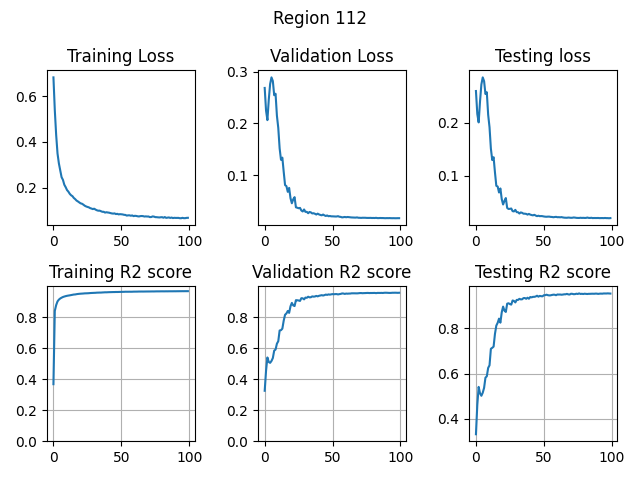 Region 112
Training Loss
Validation Loss
Testing loss
0.6
0.4
0.2
0 50 100
0.3
0.2
0.1
0 50 100
0.2
0.1
0 50 100
Training R2 score
Validation R2 score
Testing R2 score
0.8
0.6
0.4
0.2
0.0
0 50 100
0.8
0.6
0.4
0.2
0.0
0 50 100
0.8
0.6
0.4
0 50 100